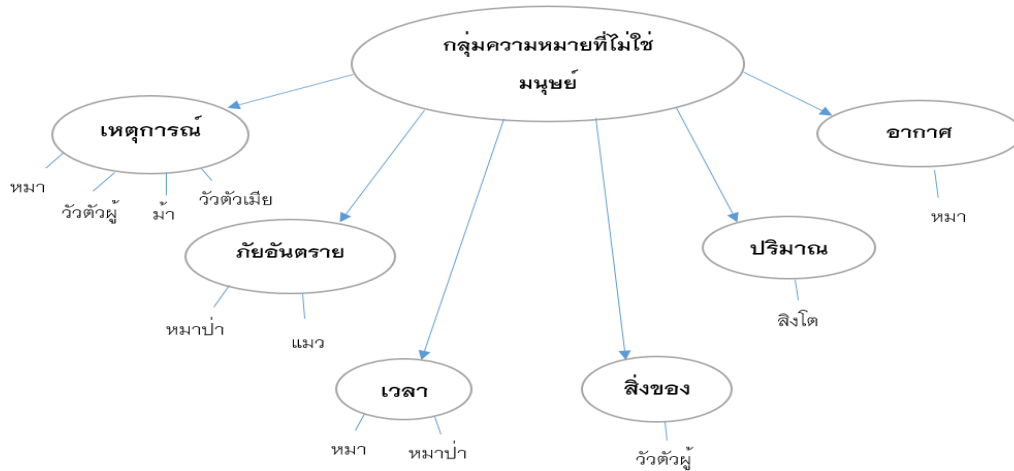 กลุ่มความหมายที่ไม่ใช่
มนุษย์
เหตุการณ์
อากาศ
หมา
วัวตัวผู้
ม้า
วัวตัวเมีย
หมา
ภัยอันตราย
ปริมาณ
หมาป่า
แมว
สิงโต
เวลา
สิ่งของ
หมา
หมาป่า
วัวตัวผู้